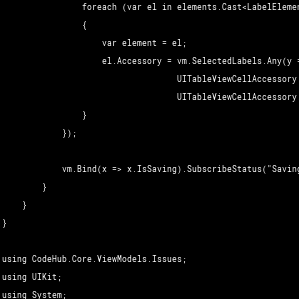 foreach (var el in elements.Cast<LabelElemen
{
var element = el;
el.Accessory = vm.SelectedLabels.Any(y =
UITableViewCellAccessory
UITableViewCellAccessory
}
});
vm.Bind(x => x.IsSaving).SubscribeStatus("Saving
}
}
}
using CodeHub.Core.ViewModels.Issues;
using UIKit;
using System;